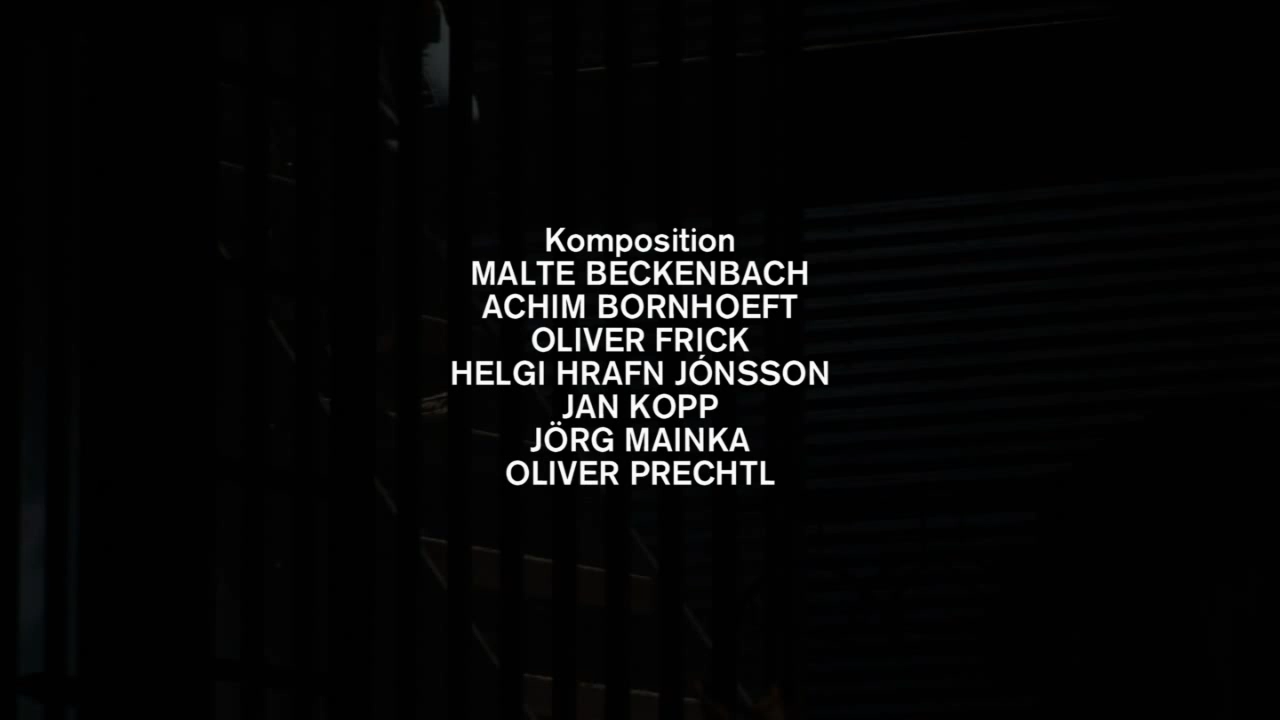 Komposition
MALTE BECKENBACH
ACHIM BORNHOEFT
OLIVER FRICK
HELGI HRAFN JÓNSSON
JAN KOPP
JÖRG MAINKA
OLIVER PRECHTL